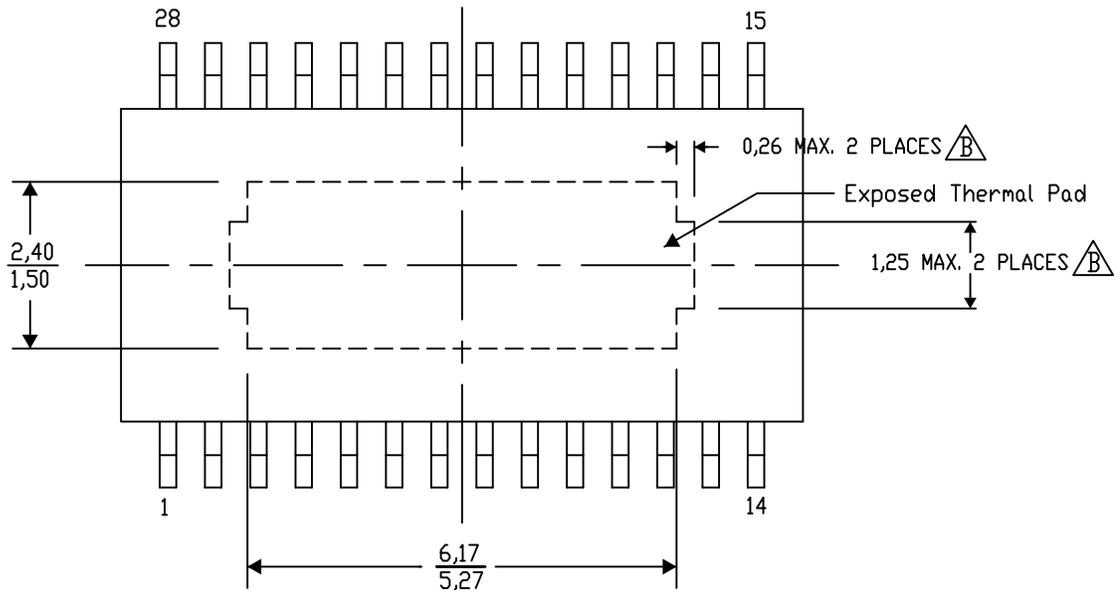 28
15
0,26 MAX. 2 PLACES B
Exposed Thermal Pad
2,40
1,50
1,25 MAX. 2 PLACES B
1
14
6,17
5,27